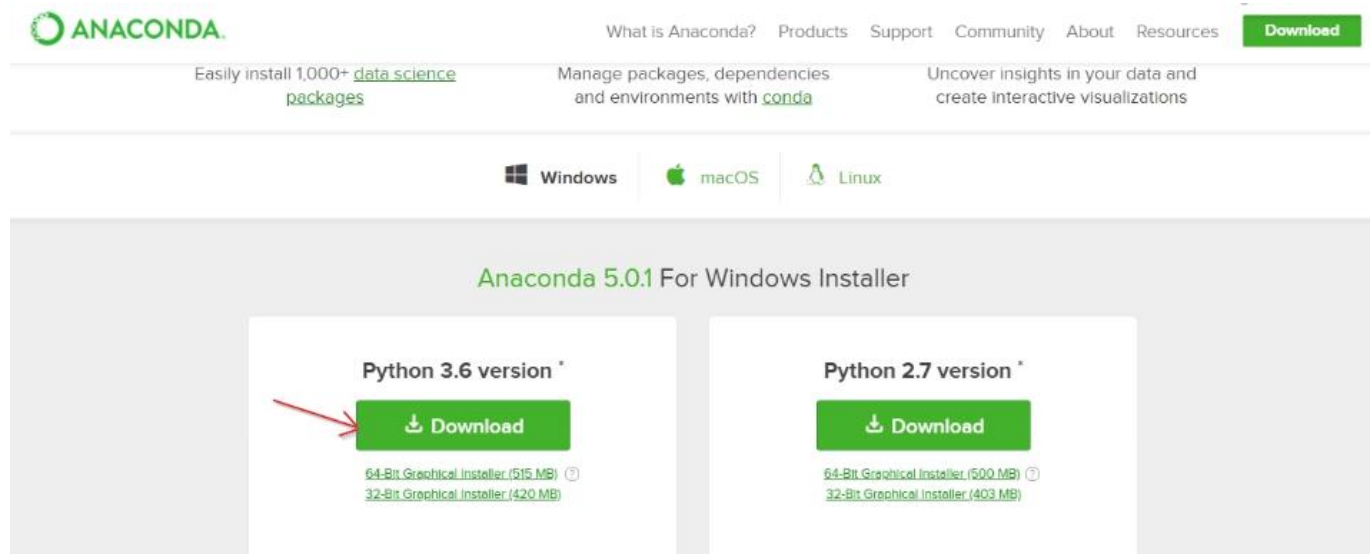 ANACONDA.
What is Anaconda? Products Support Community About Resources Download
Easily install 1,000+ data science
packages
Manage packages, dependencies
and environments with conda
Uncover insights in your data and
create interactive visualizations
Windows macOS Linux
Anaconda 5.0.1 For Windows Installer
Python 3.6 version *
Download
64-Bit Graphical Installer (515 MB) ?
32-Bit Graphical Installer (420 MB)
Python 2.7 version *
Download
64-Bit Graphical Installer (500 MB) ?
32-Bit Graphical Installer (403 MB)